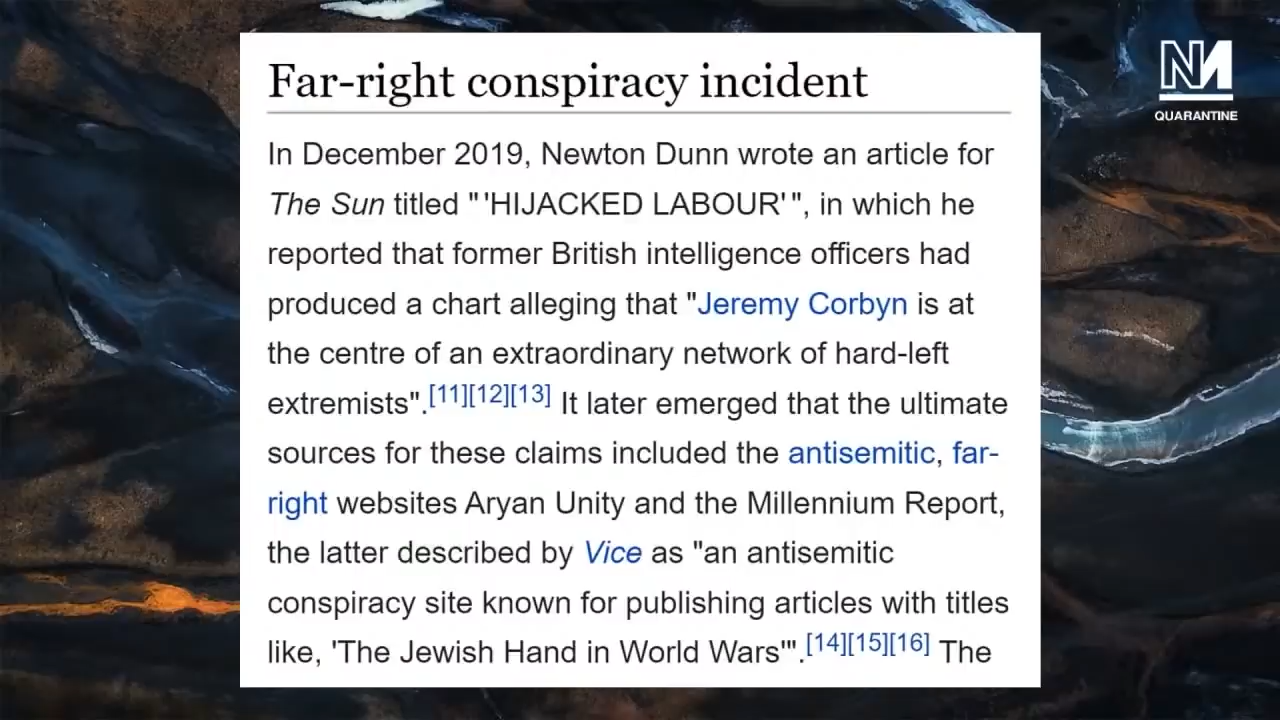 Far-right conspiracy incident
In December 2019, Newton Dunn wrote an article for
The Sun titled "'HIJACKED LABOUR'", in which he
reported that former British intelligence officers had
produced a chart alleging that "Jeremy Corbyn is at
the centre of an extraordinary network of hard-left
extremists".[11][12][13] It later emerged that the ultimate
sources for these claims included the antisemitic, far-
right websites Aryan Unity and the Millennium Report,
the latter described by Vice as "an antisemitic
conspiracy site known for publishing articles with titles
like, 'The Jewish Hand in World Wars'".[14][15][16] The
NM
QUARANTINE